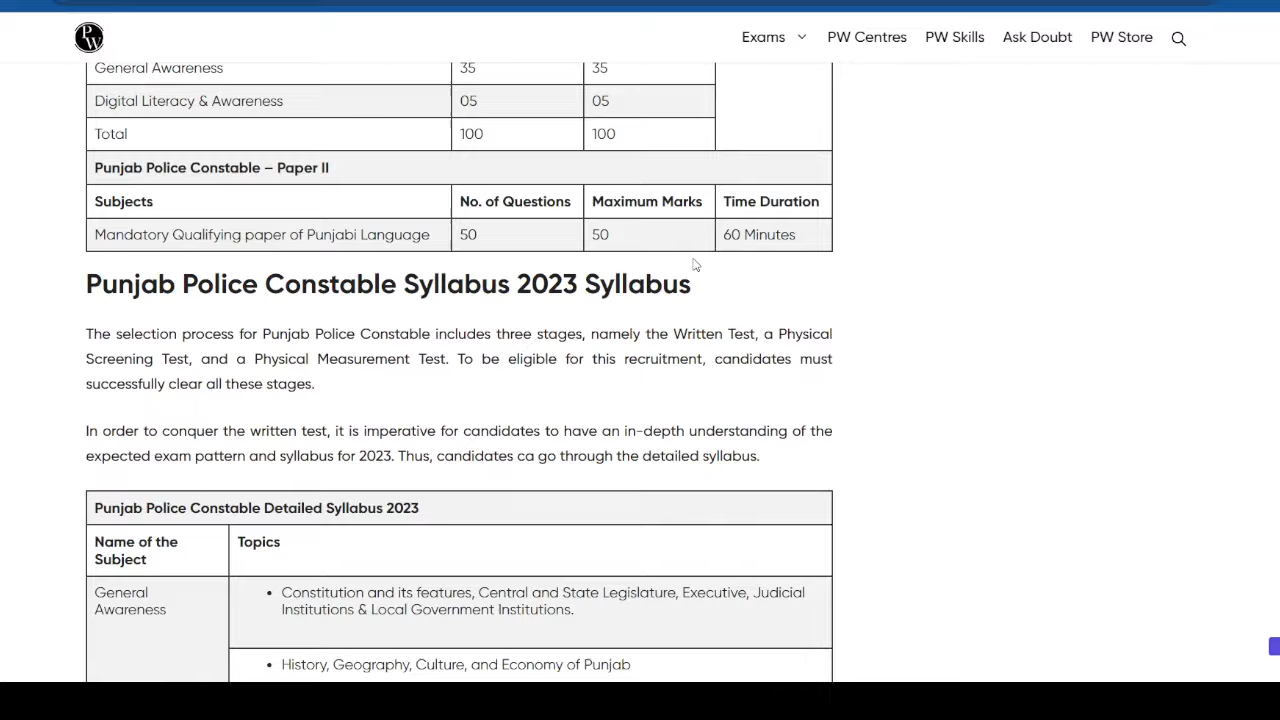 PW
Exams
PW Centres
PW Skills
Ask Doubt
PW Store
General Awareness 35 35
Digital Literacy & Awareness 05 05
Total 100 100
Punjab Police Constable – Paper II
Subjects No. of Questions Maximum Marks Time Duration
Mandatory Qualifying paper of Punjabi Language 50 50 60 Minutes
Punjab Police Constable Syllabus 2023 Syllabus
The selection process for Punjab Police Constable includes three stages, namely the Written Test, a Physical
Screening Test, and a Physical Measurement Test. To be eligible for this recruitment, candidates must
successfully clear all these stages.
In order to conquer the written test, it is imperative for candidates to have an in-depth understanding of the
expected exam pattern and syllabus for 2023. Thus, candidates ca go through the detailed syllabus.
Punjab Police Constable Detailed Syllabus 2023
Name of the
Subject
Topics
General
Awareness
• Constitution and its features, Central and State Legislature, Executive, Judicial
Institutions & Local Government Institutions.
• History, Geography, Culture, and Economy of Punjab